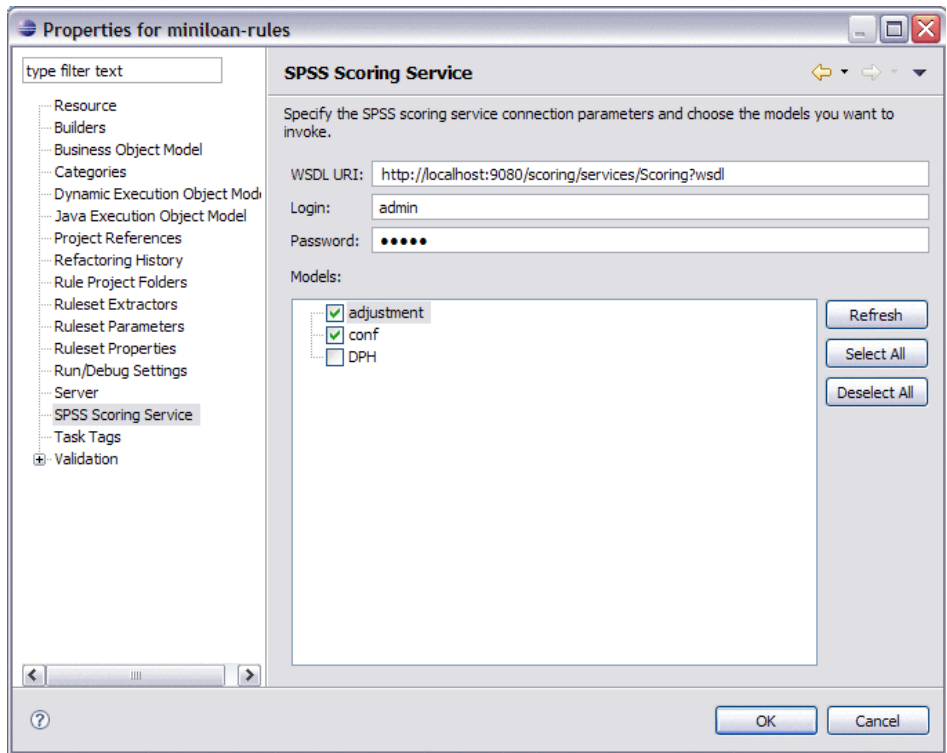 Properties for miniloan-rules
type filter text
Resource
Builders
Business Object Model
Categories
Dynamic Execution Object Mod
Java Execution Object Model
Project References
Refactoring History
Rule Project Folders
Ruleset Extractors
Ruleset Parameters
Ruleset Properties
Run/Debug Settings
Server
SPSS Scoring Service
Task Tags
Validation
SPSS Scoring Service
Specify the SPSS scoring service connection parameters and choose the models you want to
invoke.
WSDL URI: http://localhost:9080/scoring/services/Scoring?wsdl
Login: admin
Password: •••••
Models:
adjustment
conf
DPH
Refresh
Select All
Deselect All
OK
Cancel